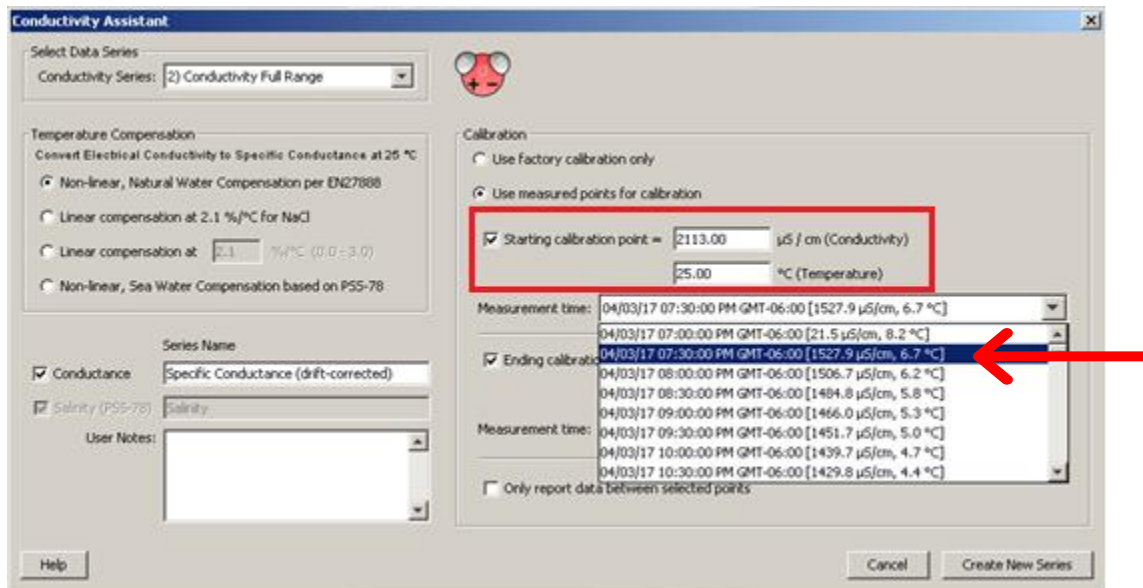 Conductivity Assistant
Select Data Series
Conductivity Series: 2) Conductivity Full Range
Temperature Compensation
Convert Electrical Conductivity to Specific Conductance at 25 °C
Non-linear, Natural Water Compensation per EN27888
Linear compensation at 2.1 %/°C for NaCl
Linear compensation at 2.1 %/°C (0.0 - 3.0)
Non-linear, Sea Water Compensation based on PSS-78
Series Name
Conductance Specific Conductance (drift-corrected)
Salinity (PSS-78) Salinity
User Notes:
Calibration
Use factory calibration only
Use measured points for calibration
Starting calibration point = 2113.00 µS / cm (Conductivity)
25.00 °C (Temperature)
Measurement time: 04/03/17 07:30:00 PM GMT-06:00 [1527.9 µS/cm, 6.7 °C]
04/03/17 07:00:00 PM GMT-06:00 [21.5 µS/cm, 8.2 °C]
Ending calibratio
04/03/17 07:30:00 PM GMT-06:00 [1527.9 µS/cm, 6.7 °C]
04/03/17 08:00:00 PM GMT-06:00 [1506.7 µS/cm, 6.2 °C]
04/03/17 08:30:00 PM GMT-06:00 [1484.8 µS/cm, 5.8 °C]
04/03/17 09:00:00 PM GMT-06:00 [1466.0 µS/cm, 5.3 °C]
Measurement time: 04/03/17 09:30:00 PM GMT-06:00 [1451.7 µS/cm, 5.0 °C]
04/03/17 10:00:00 PM GMT-06:00 [1439.7 µS/cm, 4.7 °C]
04/03/17 10:30:00 PM GMT-06:00 [1429.8 µS/cm, 4.4 °C]
Only report data between selected points
Help
Cancel
Create New Series